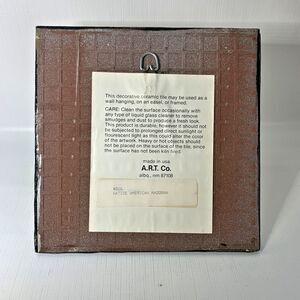 This decorative ceramic tile may be used as a
wall hanging, on an easel, or framed.
CARE: Clean the surface occasionally with
any type of liquid glass cleaner to remove
smudges and dust to produce a fresh look.
This product is durable; however it should not
be subjected to prolonged direct sunlight or
flourescent light as this could alter the color
of the artwork. Heavy or hot objects should
not be placed on the surface of the tile, since
the surface has not been kiln fired.
made in usa
A.R.T. Co.
albq., nm 87108
NATIVE AMERICAN MADONNA